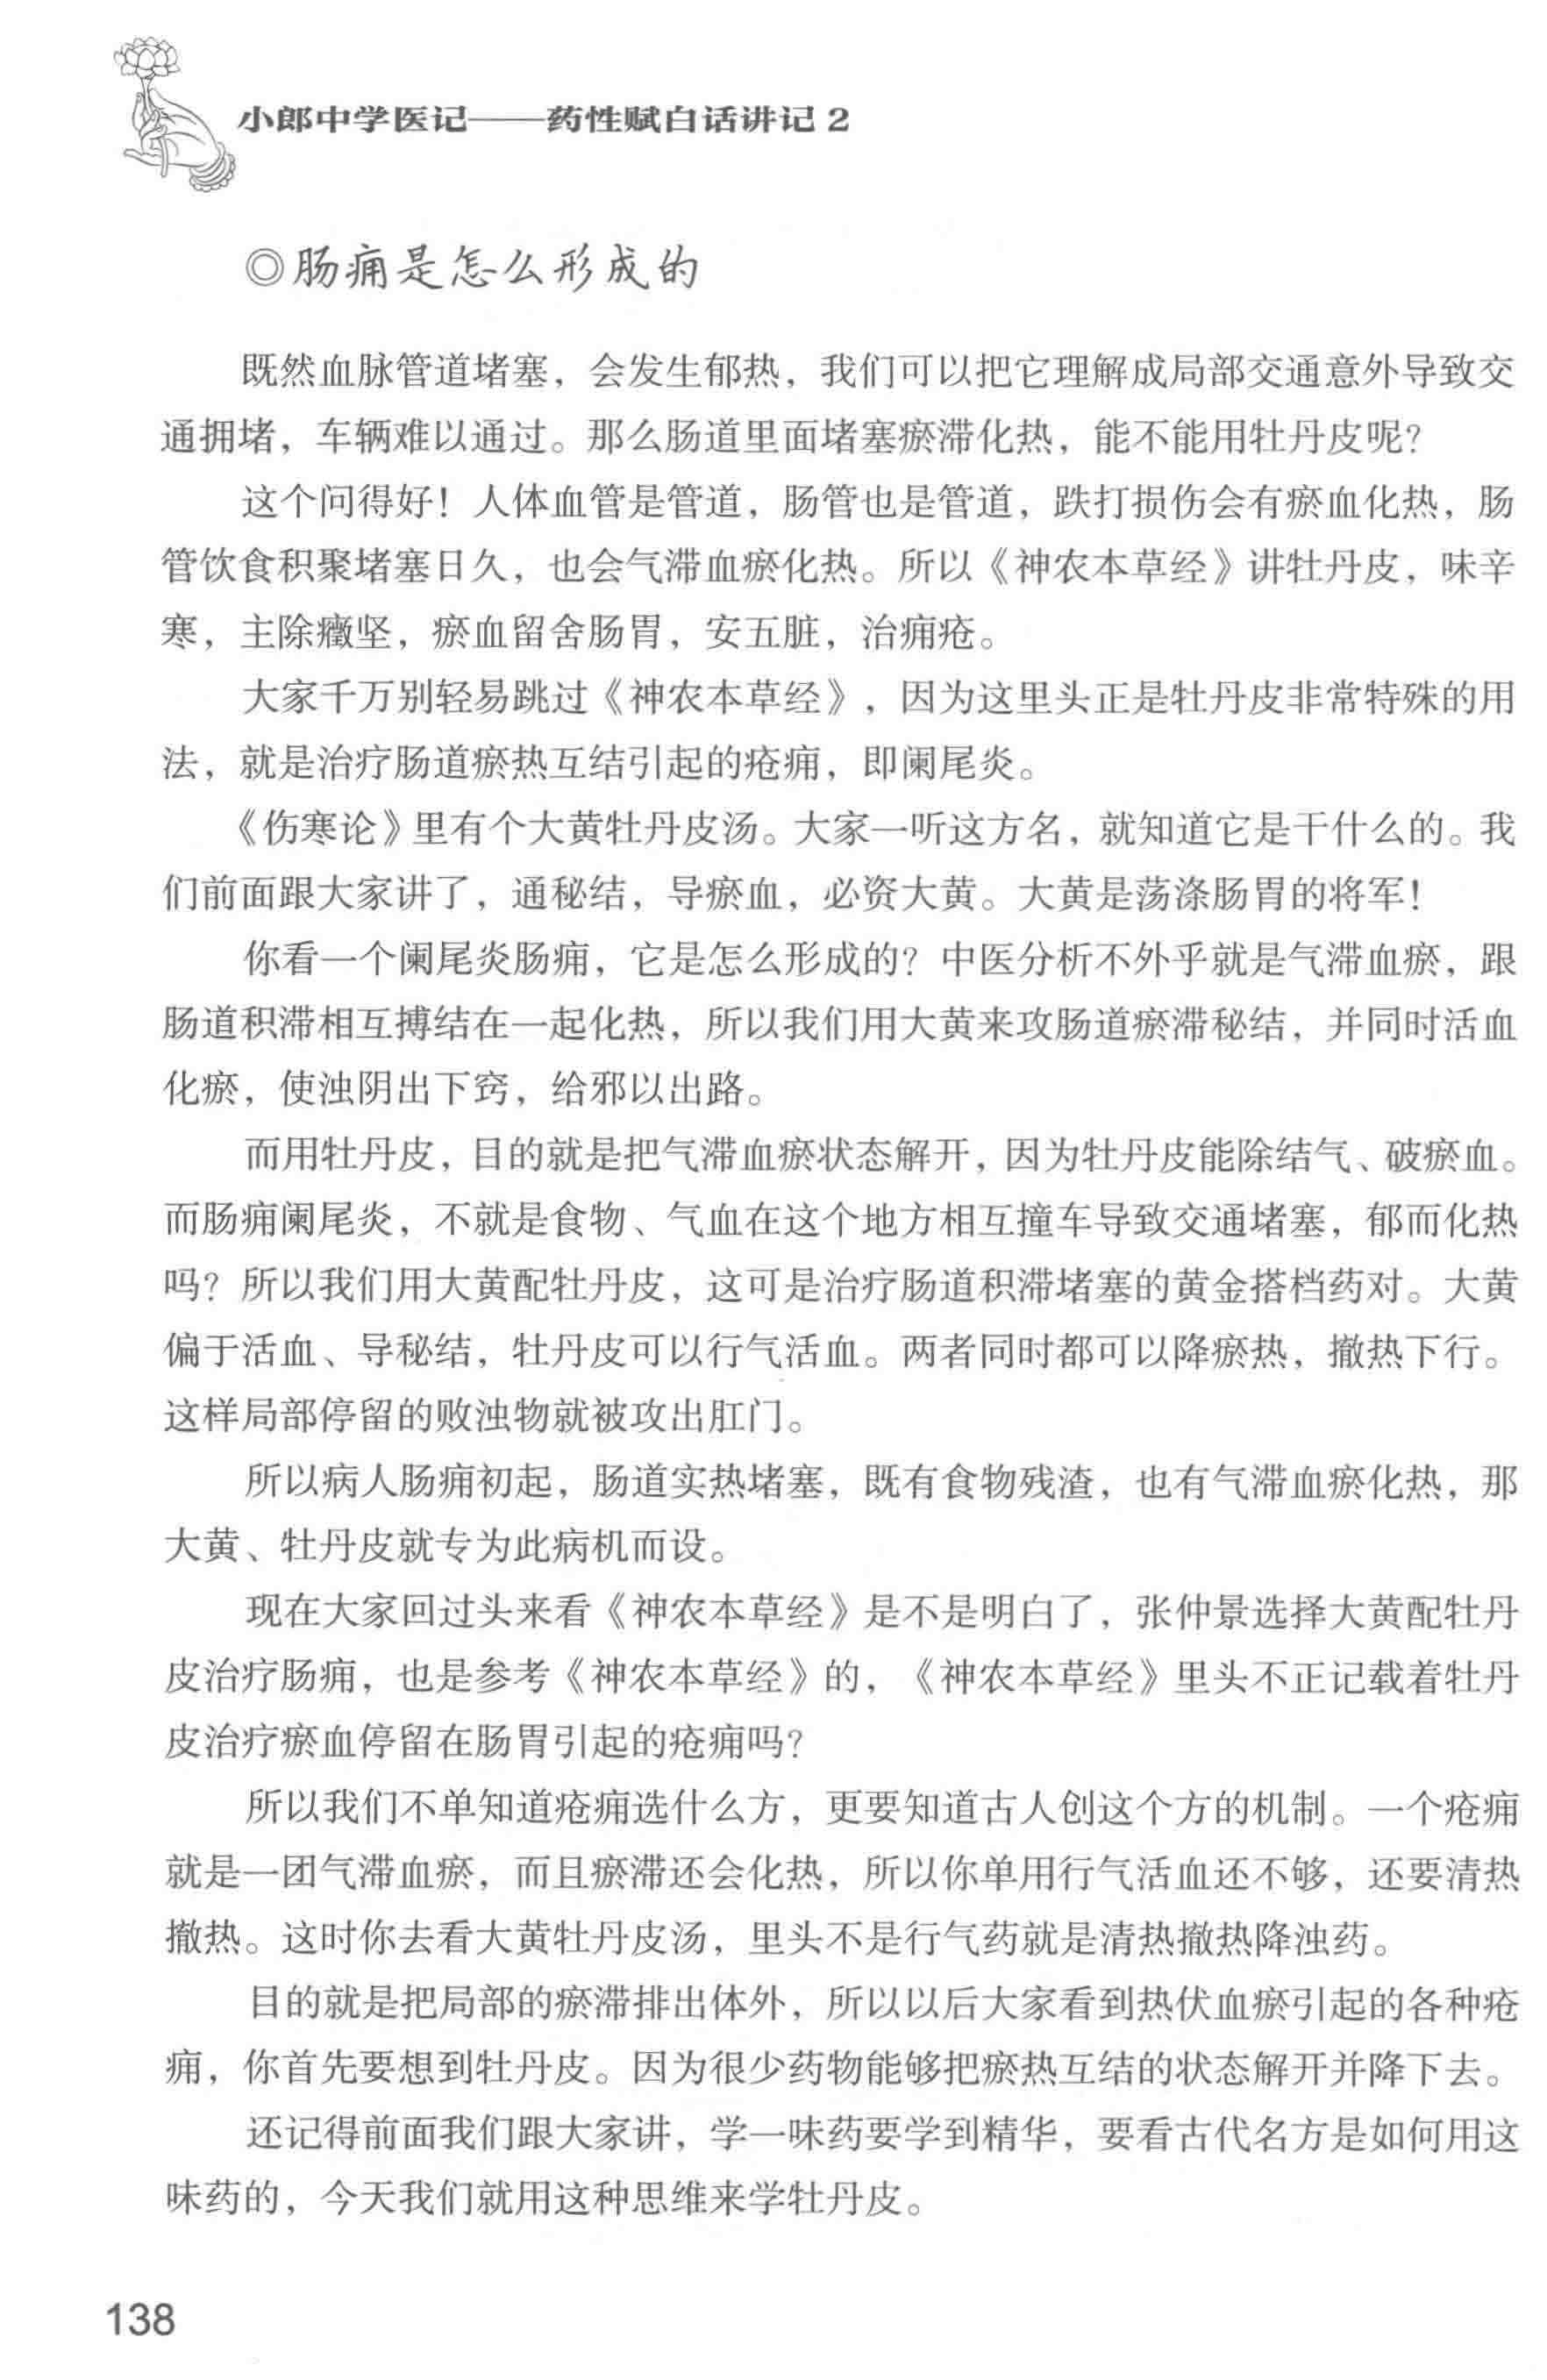 小郎中学医记——药性赋白话讲记 2
◎肠痈是怎么形成的
既然血脉管道堵塞，会发生郁热，我们可以把它理解成局部交通意外导致交
通拥堵，车辆难以通过。那么肠道里面堵塞瘀滞化热，能不能用牡丹皮呢？
这个问得好！人体血管是管道，肠管也是管道，跌打损伤会有瘀血化热，肠
管饮食积聚堵塞日久，也会气滞血瘀化热。所以《神农本草经》讲牡丹皮，味辛
寒，主除癥坚，瘀血留舍肠胃，安五脏，治痈疮。
大家千万别轻易跳过《神农本草经》，因为这里头正是牡丹皮非常特殊的用
法，就是治疗肠道瘀热互结引起的疮痈，即阑尾炎。
《伤寒论》里有个大黄牡丹皮汤。大家一听这方名，就知道它是干什么的。我
们前面跟大家讲了，通秘结，导瘀血，必资大黄。大黄是荡涤肠胃的将军！
你看一个阑尾炎肠痈，它是怎么形成的？中医分析不外乎就是气滞血瘀，跟
肠道积滞相互搏结在一起化热，所以我们用大黄来攻肠道瘀滞秘结，并同时活血
化瘀，使浊阴出下窍，给邪以出路。
而用牡丹皮，目的就是把气滞血瘀状态解开，因为牡丹皮能除结气、破瘀血。
而肠痈阑尾炎，不就是食物、气血在这个地方相互撞车导致交通堵塞，郁而化热
吗？所以我们用大黄配牡丹皮，这可是治疗肠道积滞堵塞的黄金搭档药对。大黄
偏于活血、导秘结，牡丹皮可以行气活血。两者同时都可以降瘀热，撤热下行。
这样局部停留的败浊物就被攻出肛门。
所以病人肠痈初起，肠道实热堵塞，既有食物残渣，也有气滞血瘀化热，那
大黄、牡丹皮就专为此病机而设。
现在大家回过头来看《神农本草经》是不是明白了，张仲景选择大黄配牡丹
皮治疗肠痈，也是参考《神农本草经》的，《神农本草经》里头不正记载着牡丹
皮治疗瘀血停留在肠胃引起的疮痈吗？
所以我们不单知道疮痈选什么方，更要知道古人创这个方的机制。一个疮痈
就是一团气滞血瘀，而且瘀滞还会化热，所以你单用行气活血还不够，还要清热
撤热。这时你去看大黄牡丹皮汤，里头不是行气药就是清热撤热降浊药。
目的就是把局部的瘀滞排出体外，所以以后大家看到热伏血瘀引起的各种疮
痈，你首先要想到牡丹皮。因为很少药物能够把瘀热互结的状态解开并降下去。
还记得前面我们跟大家讲，学一味药要学到精华，要看古代名方是如何用这
味药的，今天我们就用这种思维来学牡丹皮。
138